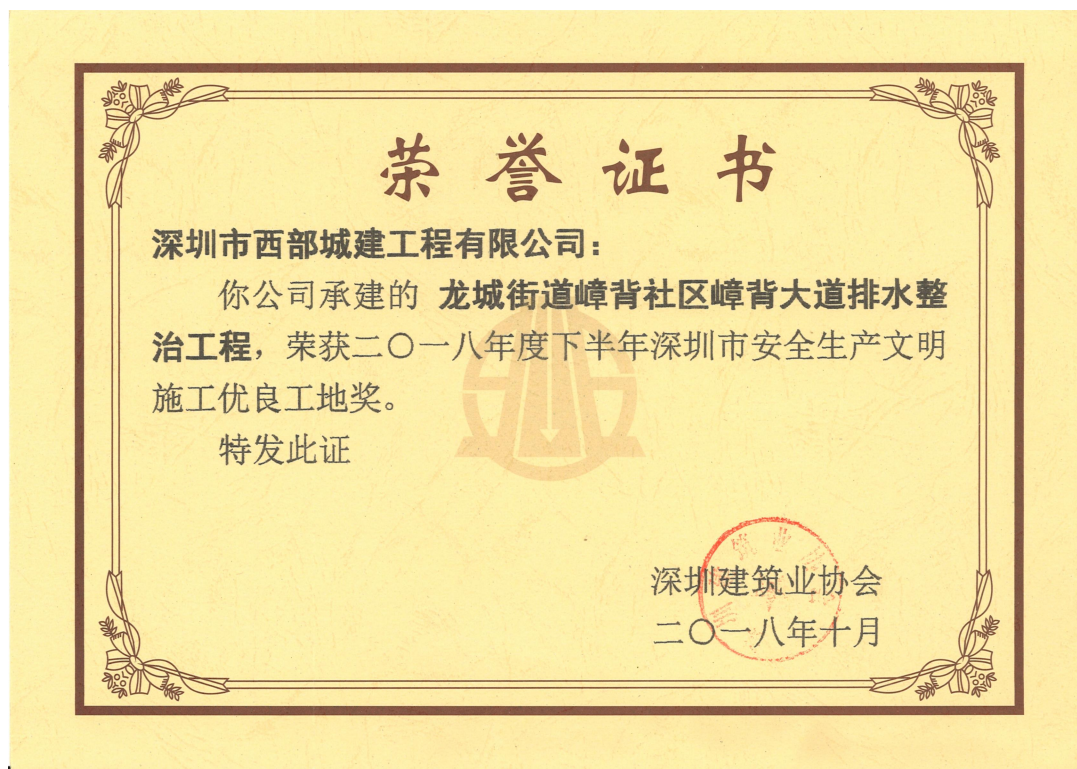 荣誉证书
深圳市西部城建工程有限公司：
你公司承建的 龙城街道嶂背社区嶂背大道排水整
治工程，荣获二〇一八年度下半年深圳市安全生产文明
施工优良工地奖。
特发此证
深圳建筑业协会
二〇一八年十月